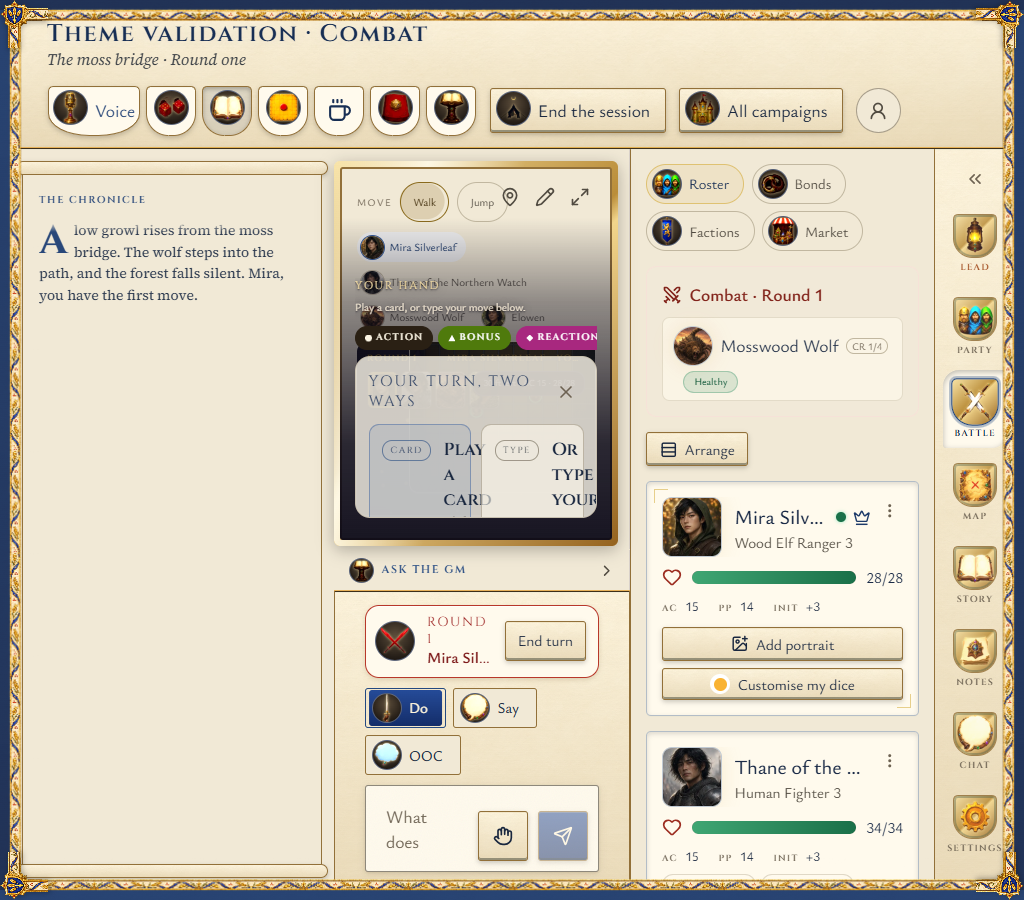 Theme validation · Combat
The moss bridge · Round one
Voice
End the session
All campaigns
THE CHRONICLE
A low growl rises from the moss
bridge. The wolf steps into the
path, and the forest falls silent. Mira,
you have the first move.
MOVE
Walk
Jump
Mira Silverleaf
Thane of the Northern Watch
YOUR HAND
Play a card, or type your move below.
Mosswood Wolf
Elowen
ACTION
BONUS
REACTION
YOUR TURN, TWO
WAYS
CARD
PLAY
A
CARD
TYPE
OR
TYPE
YOUR
ASK THE GM
ROUND
1
Mira Sil...
End turn
Do
Say
OOC
What
does
Roster
Bonds
Factions
Market
Combat · Round 1
Mosswood Wolf
CR 1/4
Healthy
Arrange
Mira Silv...
Wood Elf Ranger 3
28/28
AC 15 PP 14 INIT +3
Add portrait
Customise my dice
Thane of the ...
Human Fighter 3
34/34
AC 15 PP 14 INIT +3
LEAD
PARTY
BATTLE
MAP
STORY
NOTES
CHAT
SETTINGS